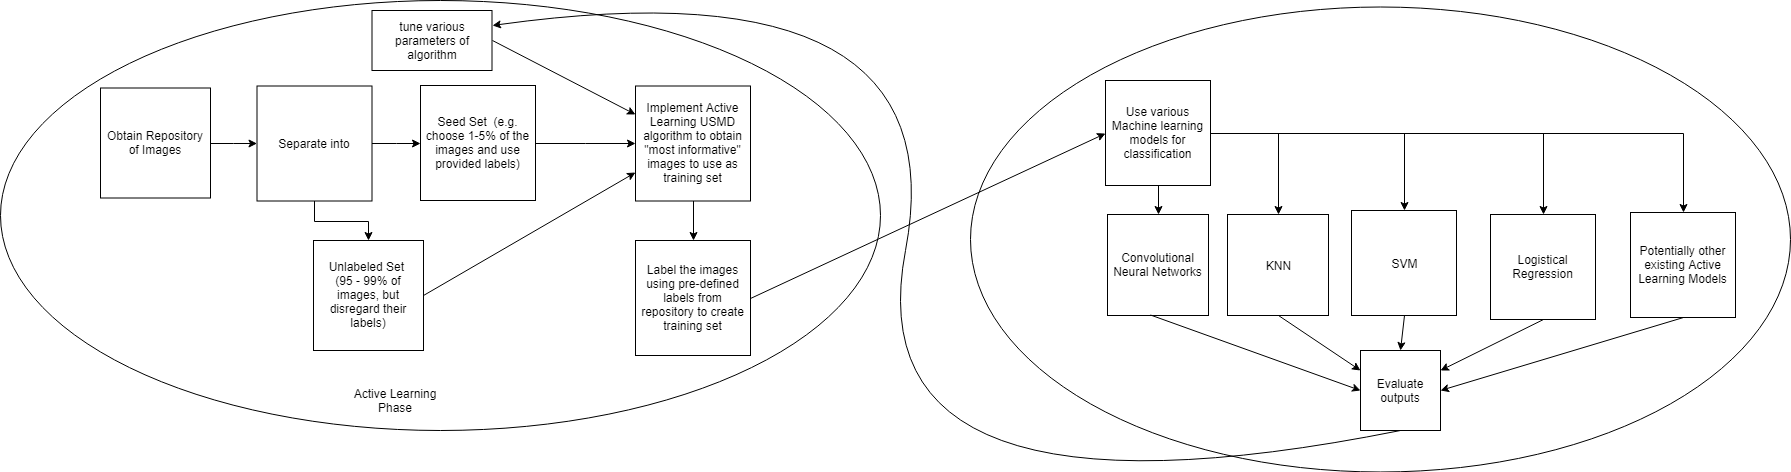 tune various
parameters of
algorithm
Obtain Repository
of Images
Separate into
Seed Set  (e.g.
choose 1-5% of the
images and use
provided labels)
Implement Active
Learning USMD
algorithm to obtain
"most informative"
images to use as
training set
Unlabeled Set
(95 - 99% of
images, but
disregard their
labels)
Label the images
using pre-defined
labels from
repository to create
training set
Active Learning
Phase
Use various
Machine learning
models for
classification
Convolutional
Neural Networks
KNN
SVM
Logistical
Regression
Potentially other
existing Active
Learning Models
Evaluate
outputs